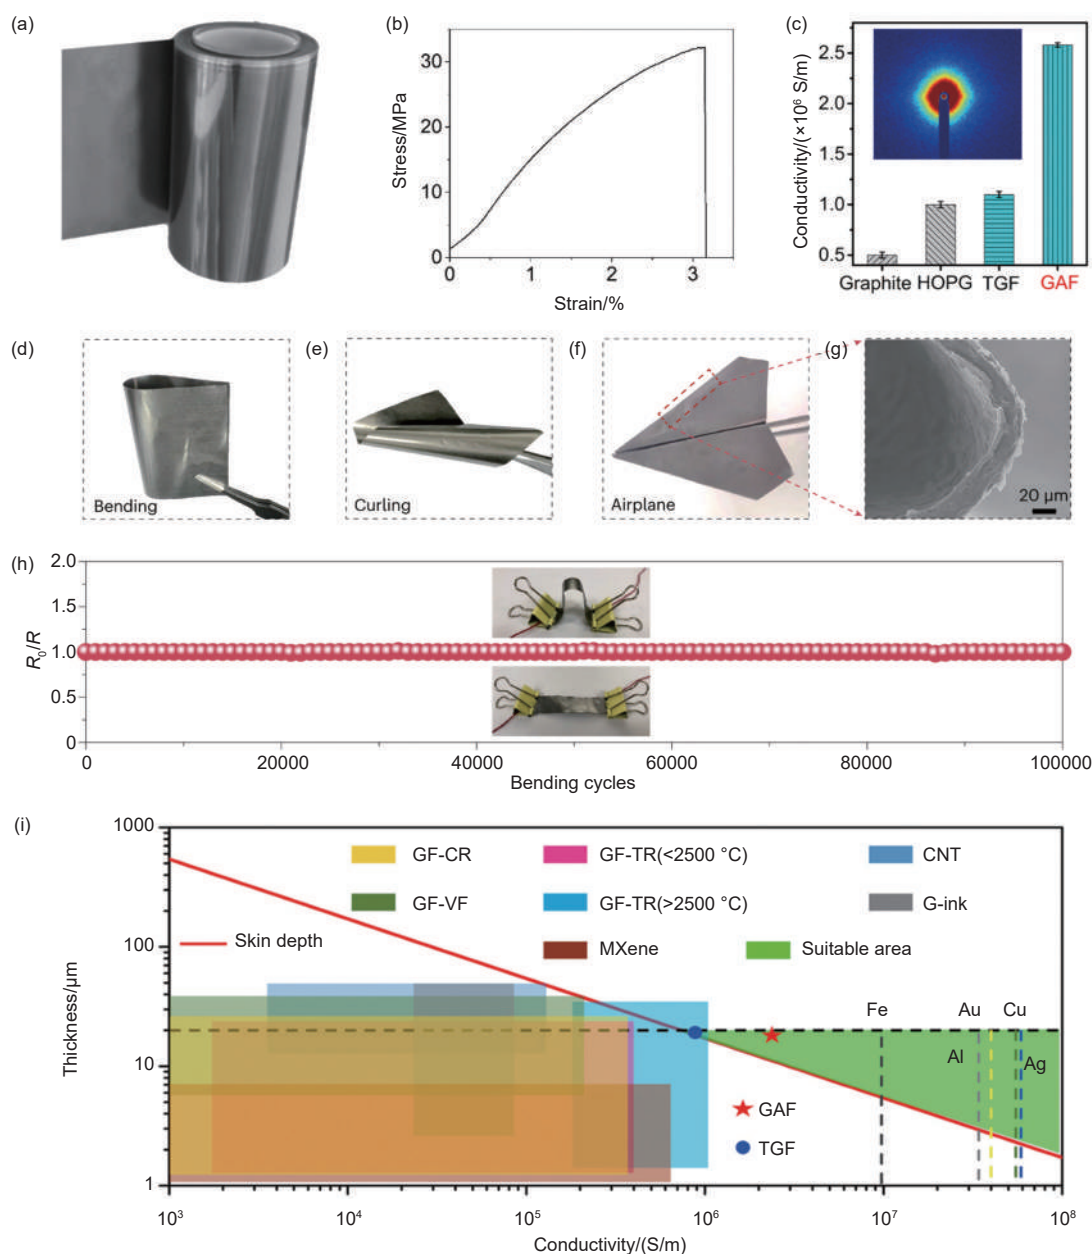 (a)
(b)
Stress/MPa
30
20
10
0
0
1
2
3
Strain/%
(c)
Conductivity/(×10⁶ S/m)
2.5
2.0
1.5
1.0
0.5
Graphite HOPG TGF GAF
(d)
Bending
(e)
Curling
(f)
Airplane
(g)
20 μm
(h)
R₀/R
2.0
1.5
1.0
0.5
0
0 20000 40000 60000 80000 100000
Bending cycles
(i)
Thickness/μm
1000
100
10
1
GF-CR GF-TR(<2500 °C) CNT
GF-VF GF-TR(>2500 °C) G-ink
Skin depth MXene Suitable area
Fe Au Cu
Al Ag
GAF
TGF
10³ 10⁴ 10⁵ 10⁶ 10⁷ 10⁸
Conductivity/(S/m)